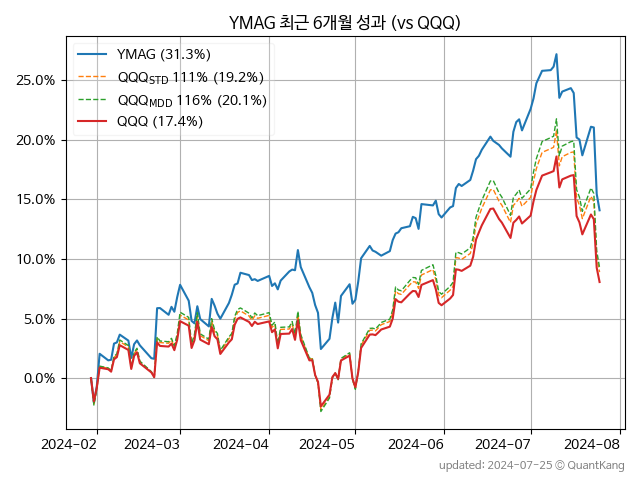 YMAG 최근 6개월 성과 (vs QQQ)
YMAG (31.3%)
QQQSTD 111% (19.2%)
QQQMDD 116% (20.1%)
QQQ (17.4%)
25.0%
20.0%
15.0%
10.0%
5.0%
0.0%
2024−02 2024−03 2024−04 2024−05 2024−06 2024−07 2024−08
updated: 2024-07-25 © QuantKang